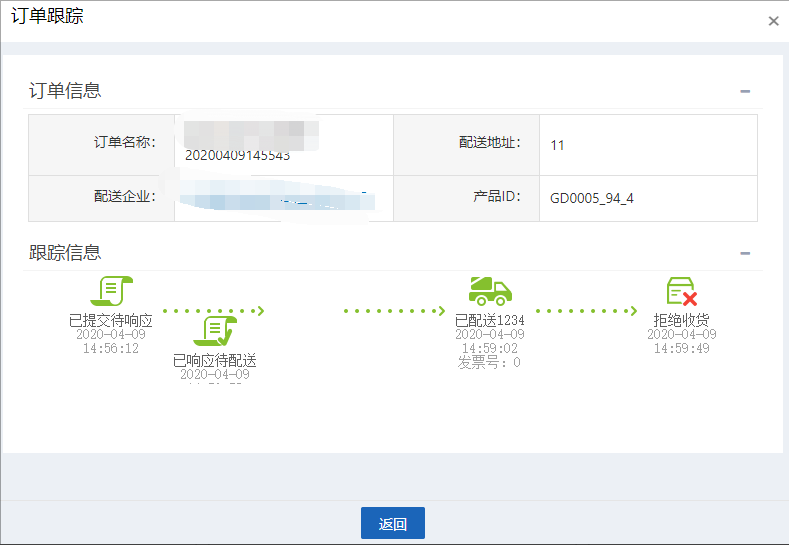 订单跟踪
订单信息
订单名称:
20200409145543
配送地址:
11
配送企业:
产品ID:
GD0005_94_4
跟踪信息
已提交待响应
2020-04-09
14:56:12
已响应待配送
2020-04-09
已配送1234
2020-04-09
14:59:02
发票号: 0
拒绝收货
2020-04-09
14:59:49
返回